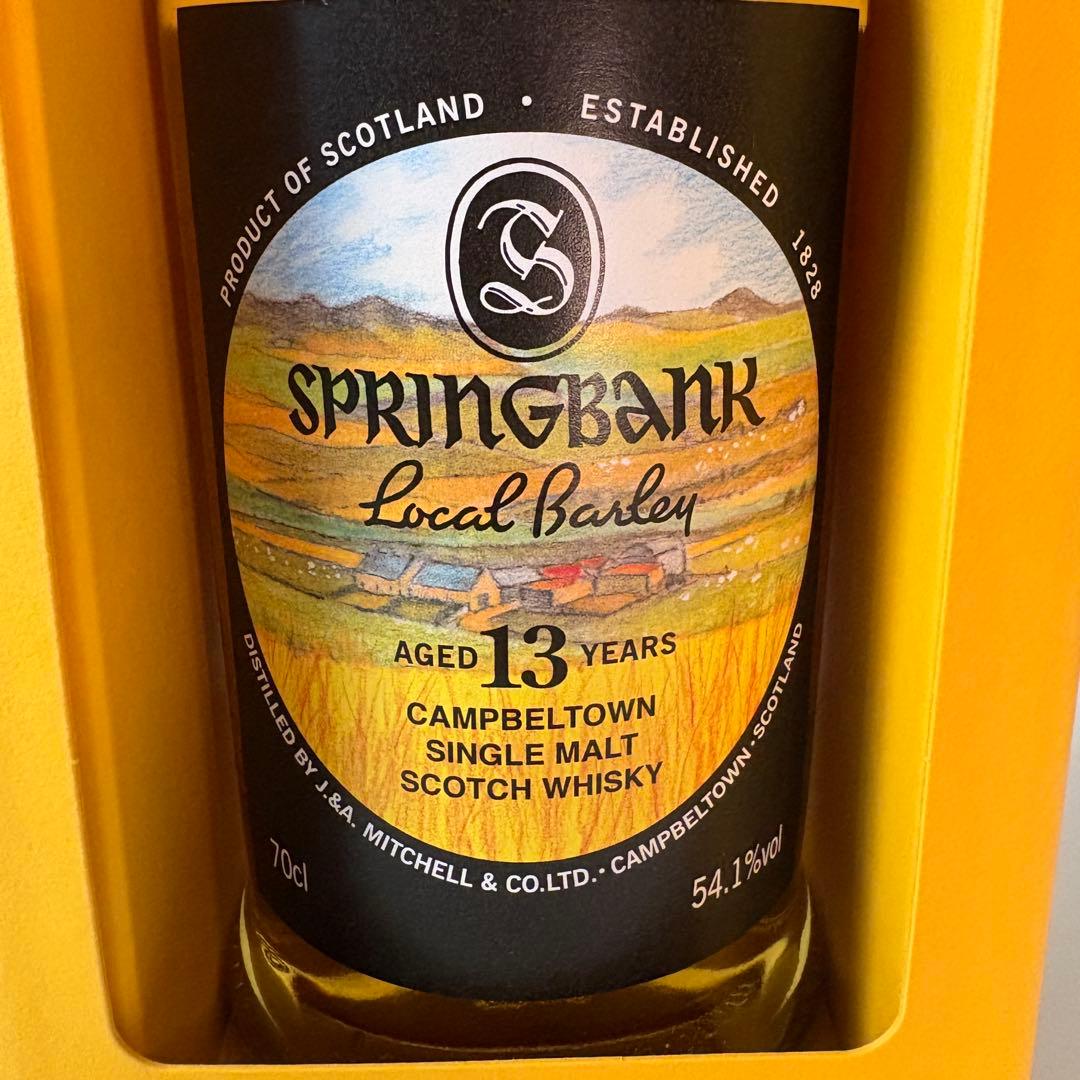 PRODUCT OF SCOTLAND • ESTABLISHED 1828
S
SPRINGBANK
Local Barley
AGED 13 YEARS
CAMPBELTOWN
SINGLE MALT
SCOTCH WHISKY
DISTILLED BY J.&A. MITCHELL & CO.LTD.• CAMPBELTOWN•SCOTLAND
70cl
54.1%vol